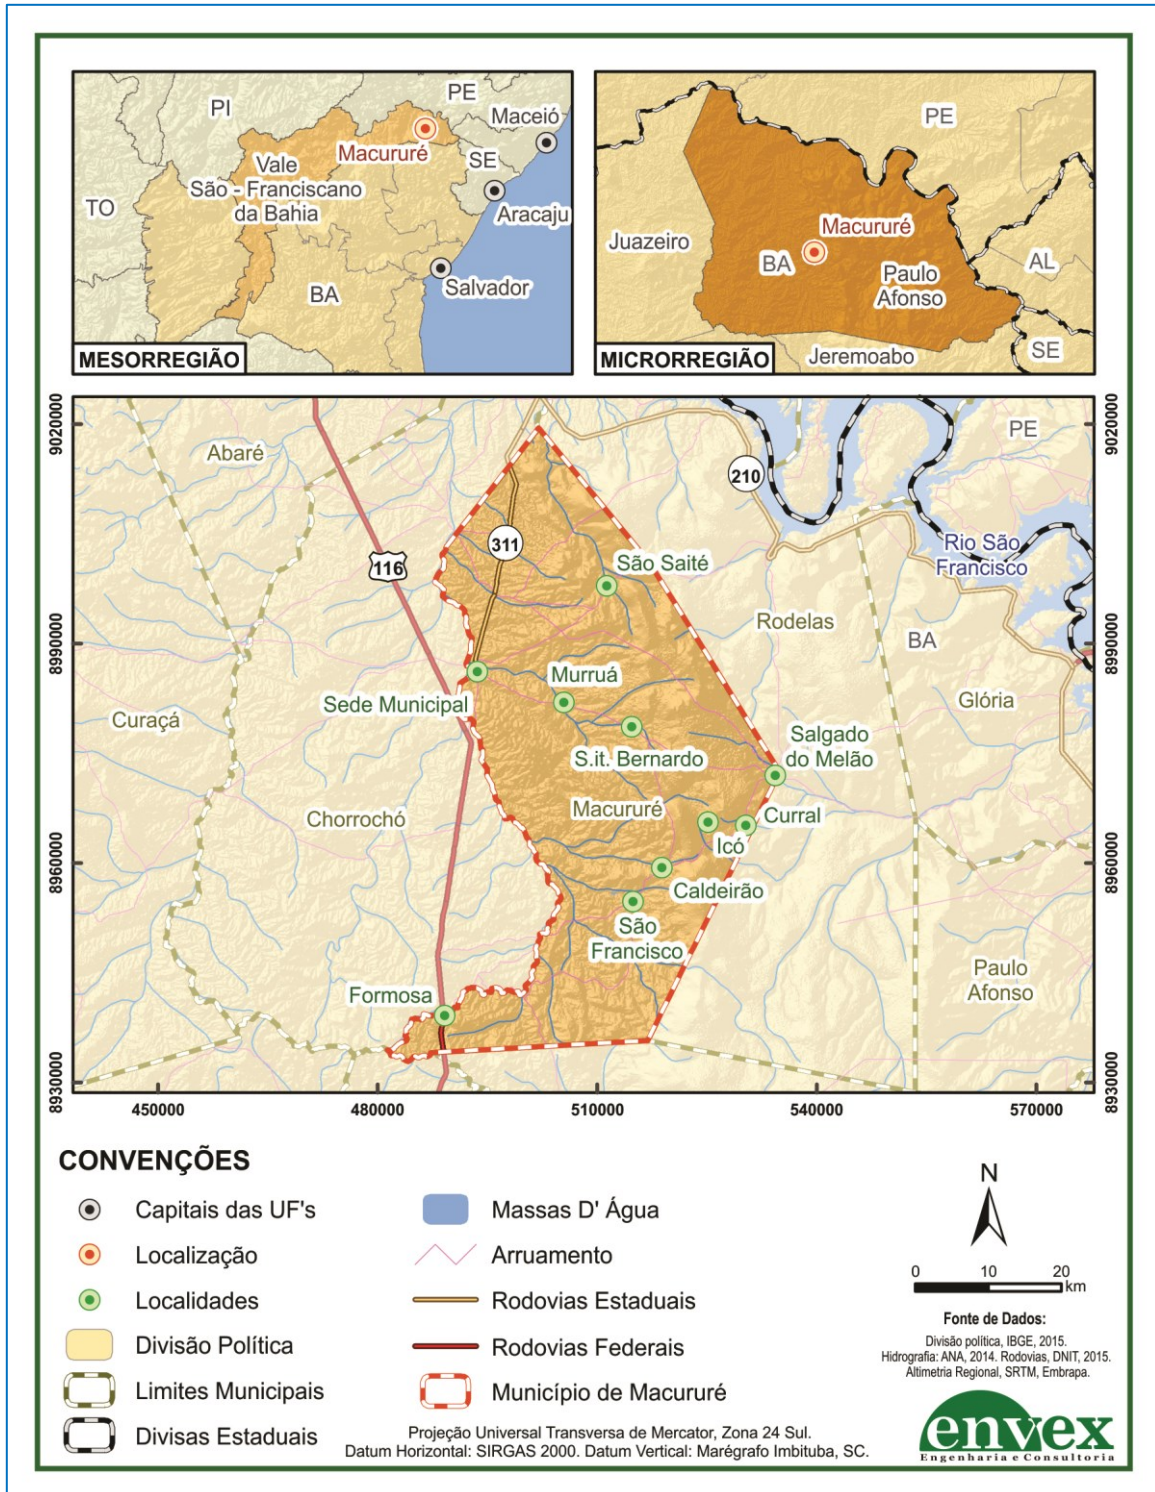 PI
PE
Maceió
Macururé
SE
Vale
São - Franciscano
da Bahia
TO
Aracaju
BA
Salvador
MESORREGIÃO
PE
Macururé
Juazeiro
BA
Paulo
Afonso
AL
Jeremoabo
SE
MICRORREGIÃO
9020000
9020000
Abaré
PE
210
311
116
Rio São
Francisco
São Saité
Rodelas
BA
8990000
8990000
Murruá
Glória
Sede Municipal
Curaçá
Salgado
do Melão
S.it. Bernardo
Macururé
Chorrochó
Curral
Icó
8960000
8960000
Caldeirão
São
Francisco
Paulo
Afonso
Formosa
8930000
8930000
450000
480000
510000
540000
570000
CONVENÇÕES
Capitais das UF's
Localização
Localidades
Divisão Política
Limites Municipais
Divisas Estaduais
Massas D' Água
Arruamento
Rodovias Estaduais
Rodovias Federais
Município de Macururé
Projeção Universal Transversa de Mercator, Zona 24 Sul.
Datum Horizontal: SIRGAS 2000. Datum Vertical: Marégrafo Imbituba, SC.
N
0 10 20
km
Fonte de Dados:
Divisão política, IBGE, 2015.
Hidrografia: ANA, 2014. Rodovias, DNIT, 2015.
Altimetria Regional, SRTM, Embrapa.
envex
Engenharia e Consultoria